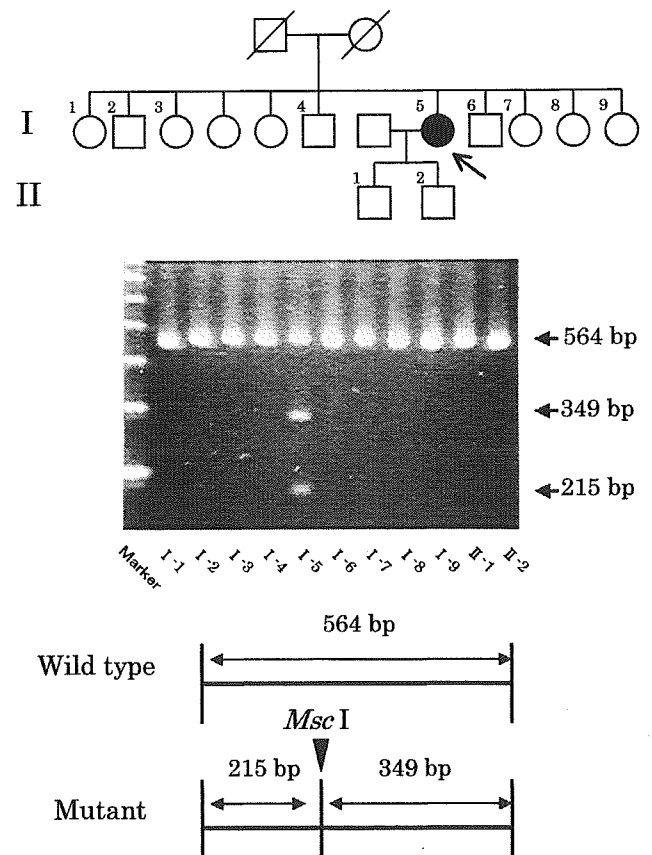 1 2 3 4 5 6 7 8 9
I
II
1 2
564 bp
349 bp
215 bp
Marker I-1 I-2 I-3 I-4 I-5 I-6 I-7 I-8 I-9 II-1 II-2
564 bp
Wild type
Msc I
215 bp 349 bp
Mutant